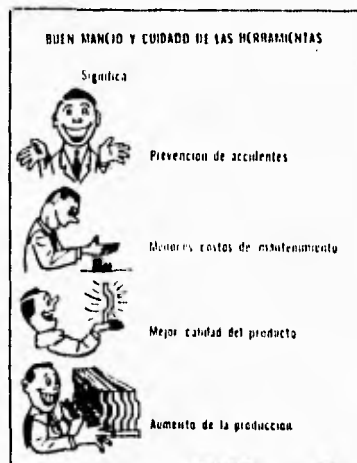 BUEN MANEJO Y CUIDADO DE LAS HERRAMIENTAS
Significa
Prevencion de accidentes
Menores costos de mantenimiento
Mejor calidad del producto
Aumento de la produccion